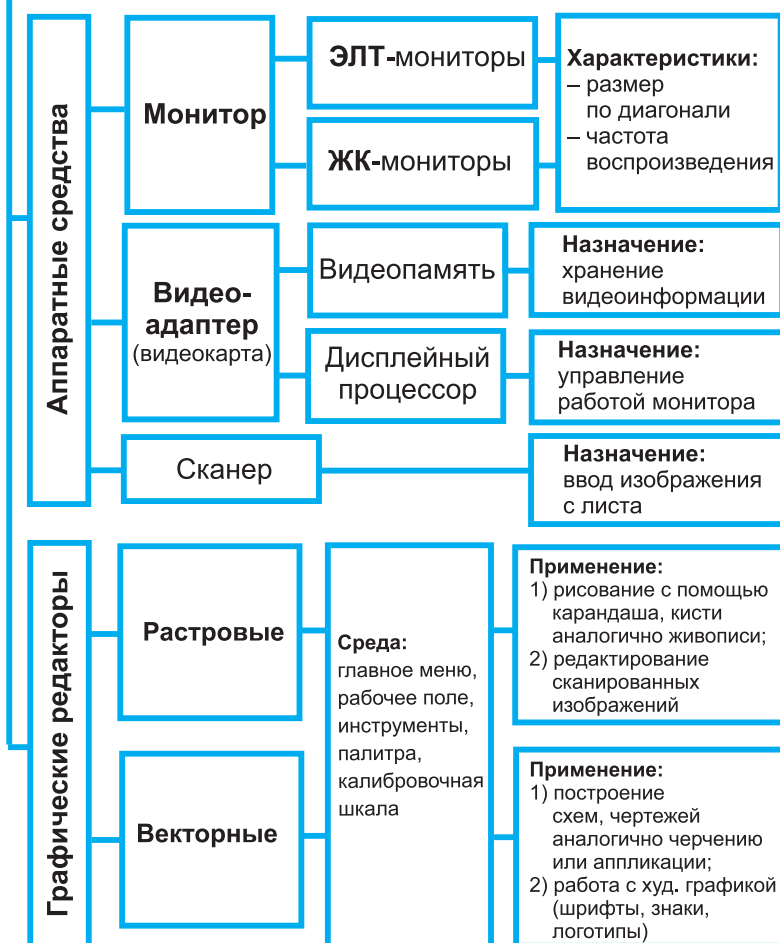 Аппаратные средства
Монитор
ЭЛТ-мониторы
ЖК-мониторы
Характеристики:
– размер
по диагонали
– частота
воспроизведения
Видео-
адаптер
(видеокарта)
Видеопамять
Назначение:
хранение
видеоинформации
Дисплейный
процессор
Назначение:
управление
работой монитора
Сканер
Назначение:
ввод изображения
с листа
Графические редакторы
Растровые
Векторные
Среда:
главное меню,
рабочее поле,
инструменты,
палитра,
калибровочная
шкала
Применение:
1) рисование с помощью
карандаша, кисти
аналогично живописи;
2) редактирование
сканированных
изображений
Применение:
1) построение
схем, чертежей
аналогично черчению
или аппликации;
2) работа с худ. графикой
(шрифты, знаки,
логотипы)